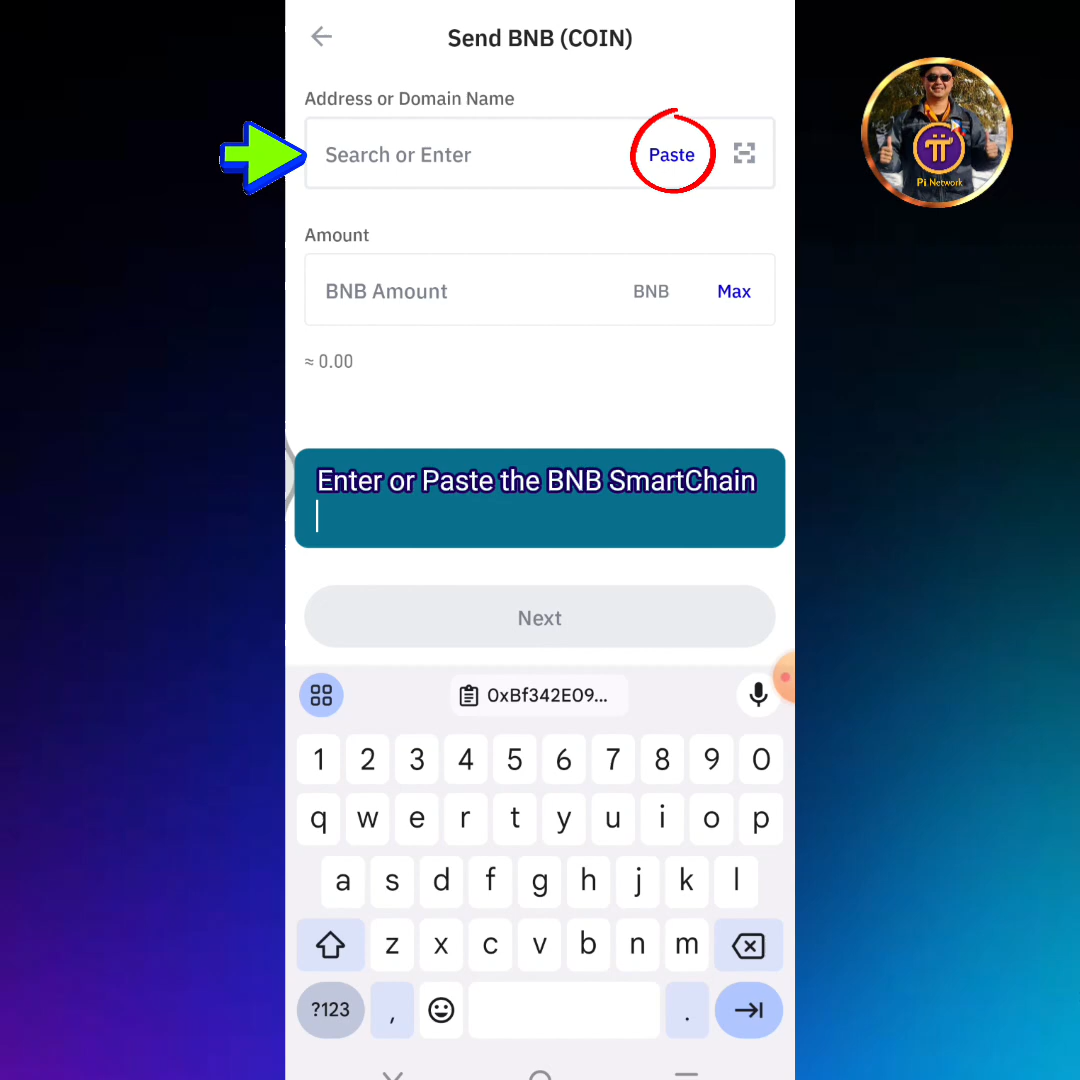 Send BNB (COIN)
Address or Domain Name
Search or Enter Paste
Pi Network
Amount
BNB Amount BNB Max
≈ 0.00
Enter or Paste the BNB SmartChain
Next
0xBf342E09...
1 2 3 4 5 6 7 8 9 0
q w e r t y u i o p
a s d f g h j k l
z x c v b n m
?123 , .